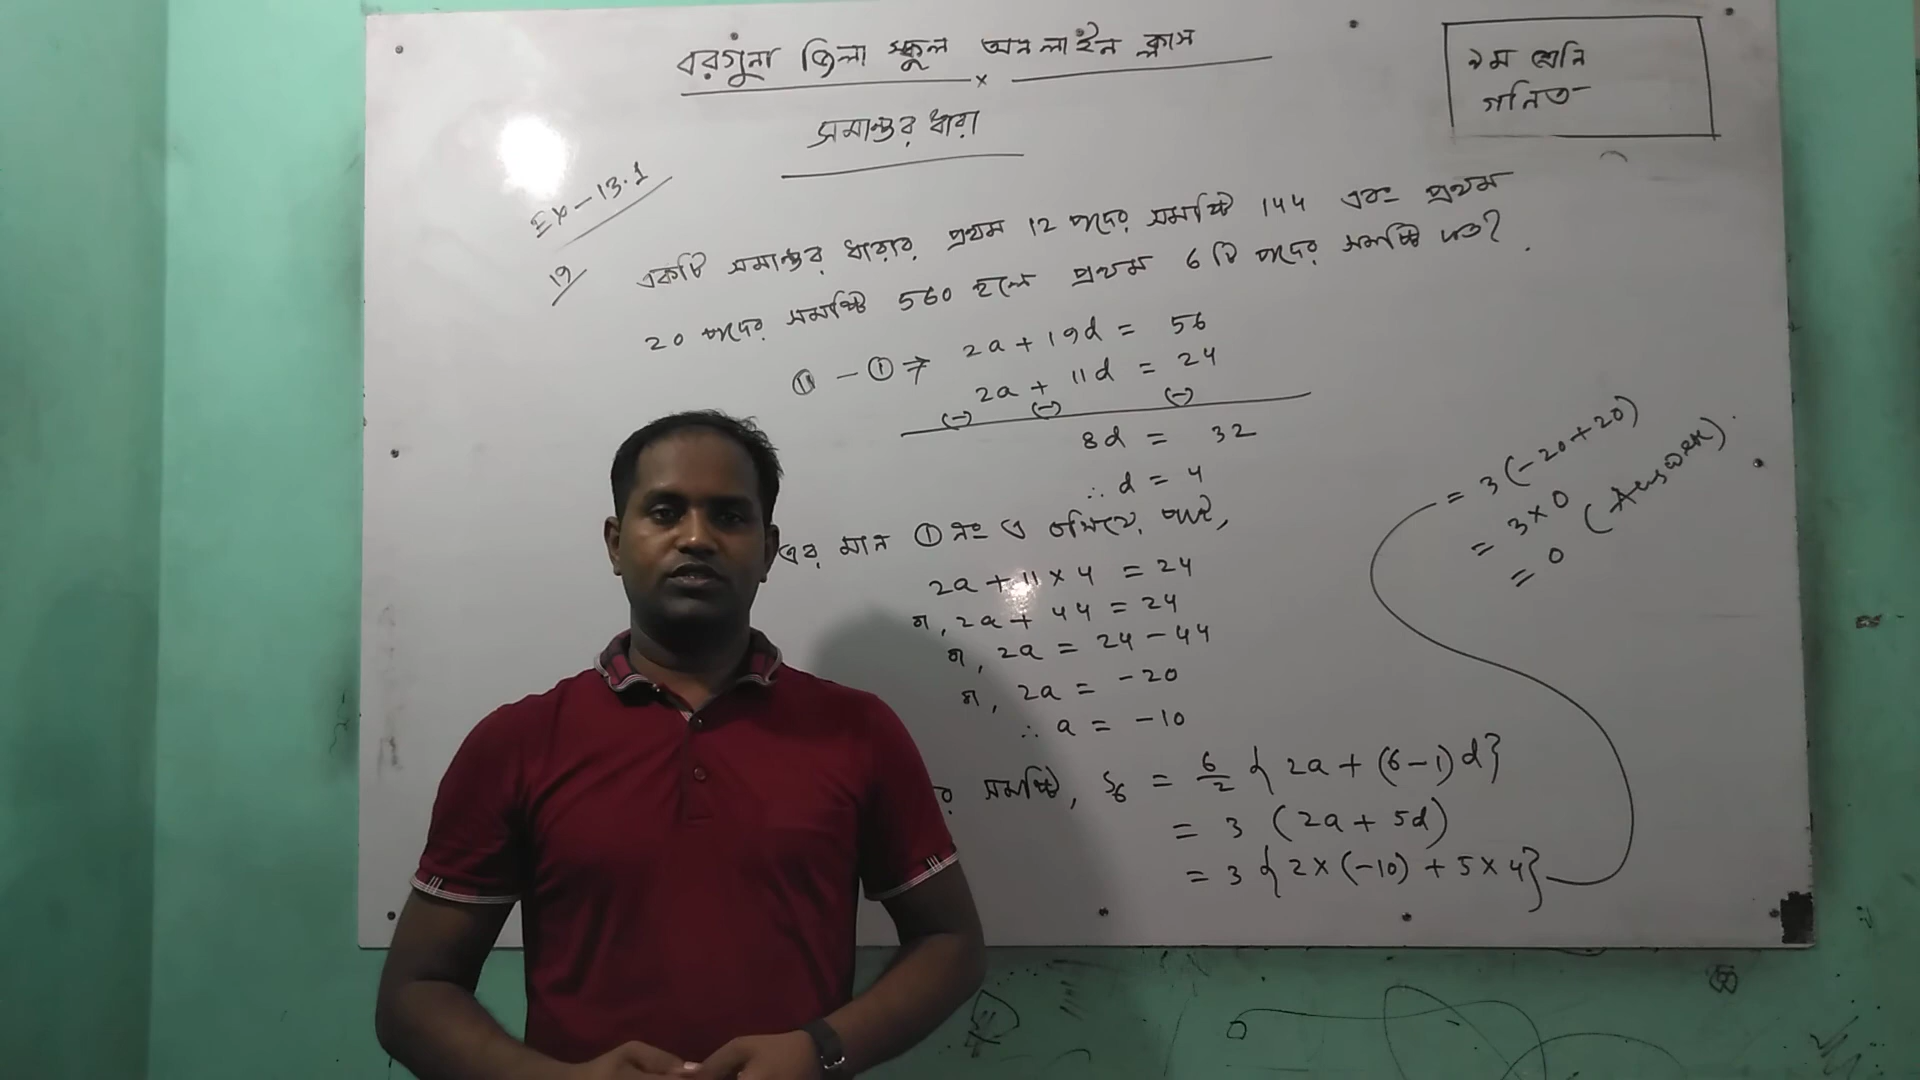 বরগুনা জিলা স্কুল অনলাইন ক্লাস
×
৯ম শ্রেনি
গনিত-
সমান্তর ধারা
Ex-13.1
একটি সমান্তর ধারার প্রথম 12 পদের সমষ্টি 144 এবং প্রথম
20 পদের সমষ্টি 560 হলে প্রথম 6 টি পদের সমষ্টি কত?
(ii) - (i) ⇒ 2a + 19d = 56
2a + 11d = 24
(-) (-) (-)
8d = 32
∴ d = 4
এর মান (i) নং এ বসিয়ে পাই,
2a + 11 × 4 = 24
বা, 2a + 44 = 24
বা, 2a = 24 - 44
বা, 2a = -20
∴ a = -10
র সমষ্টি, S₆ = 6/2 { 2a + (6-1)d}
= 3 (2a + 5d)
= 3 { 2 × (-10) + 5 × 4}
= 3 (-20+20)
= 3×0
= 0 (Answer).